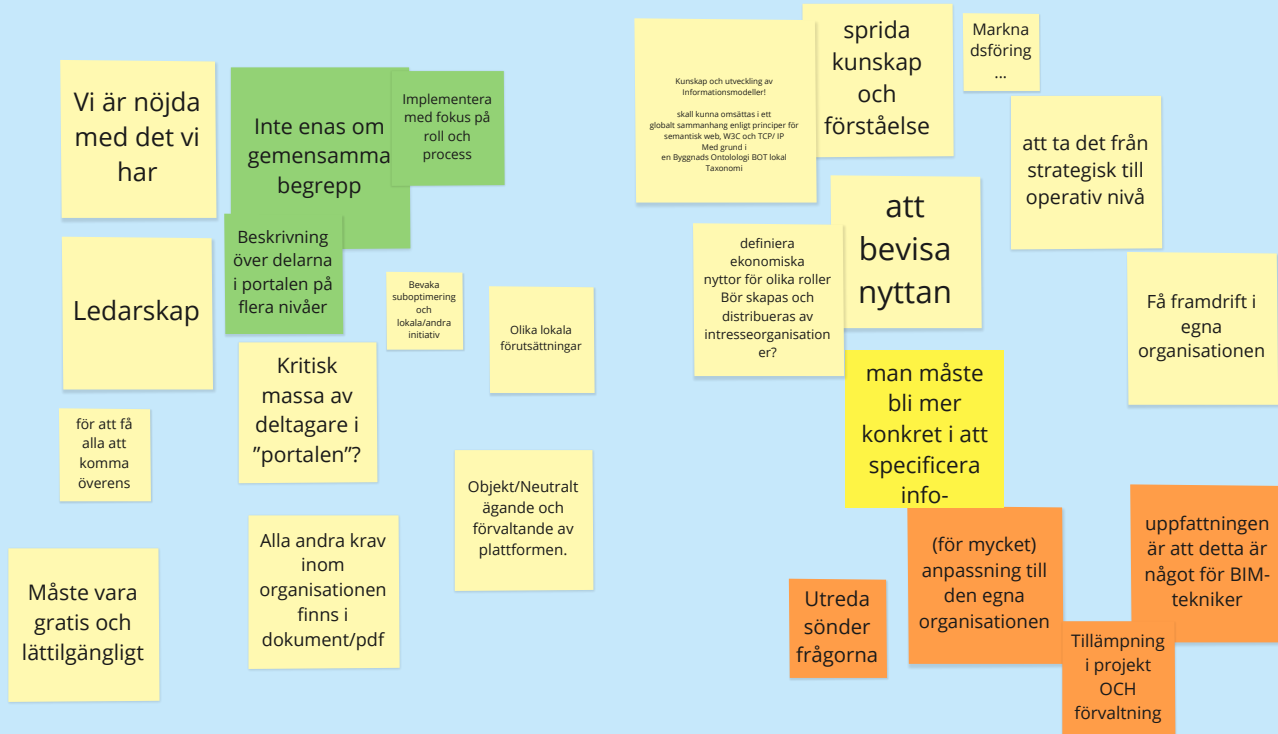 Vi är nöjda
med det vi
har
Inte enas om
gemensamma
begrepp
Implementera
med fokus på
roll och
process
Beskrivning
över delarna
i portalen på
flera nivåer
Ledarskap
Bevaka
suboptimering
och
lokala/andra
initiativ
Olika lokala
förutsättningar
Kritisk
massa av
deltagare i
”portalen”?
för att få
alla att
komma
överens
Objekt/Neutralt
ägande och
förvaltande av
plattformen.
Alla andra krav
inom
organisationen
finns i
dokument/pdf
Måste vara
gratis och
lättilgängligt
Kunskap och utveckling av
Informationsmodeller!
skall kunna omsättas i ett
globalt sammanhang enligt principer för
semantisk web, W3C och TCP/ IP
Med grund i
en Byggnads Ontolologi BOT lokal
Taxonomi
sprida
kunskap
och
förståelse
Markna
dsföring
...
att ta det från
strategisk till
operativ nivå
att
bevisa
nyttan
definiera
ekonomiska
nyttor för olika roller
Bör skapas och
distribueras av
intresseorganisation
er?
Få framdrift i
egna
organisationen
man måste
bli mer
konkret i att
specificera
info-
(för mycket)
anpassning till
den egna
organisationen
uppfattningen
är att detta är
något för BIM-
tekniker
Utreda
sönder
frågorna
Tillämpning
i projekt
OCH
förvaltning